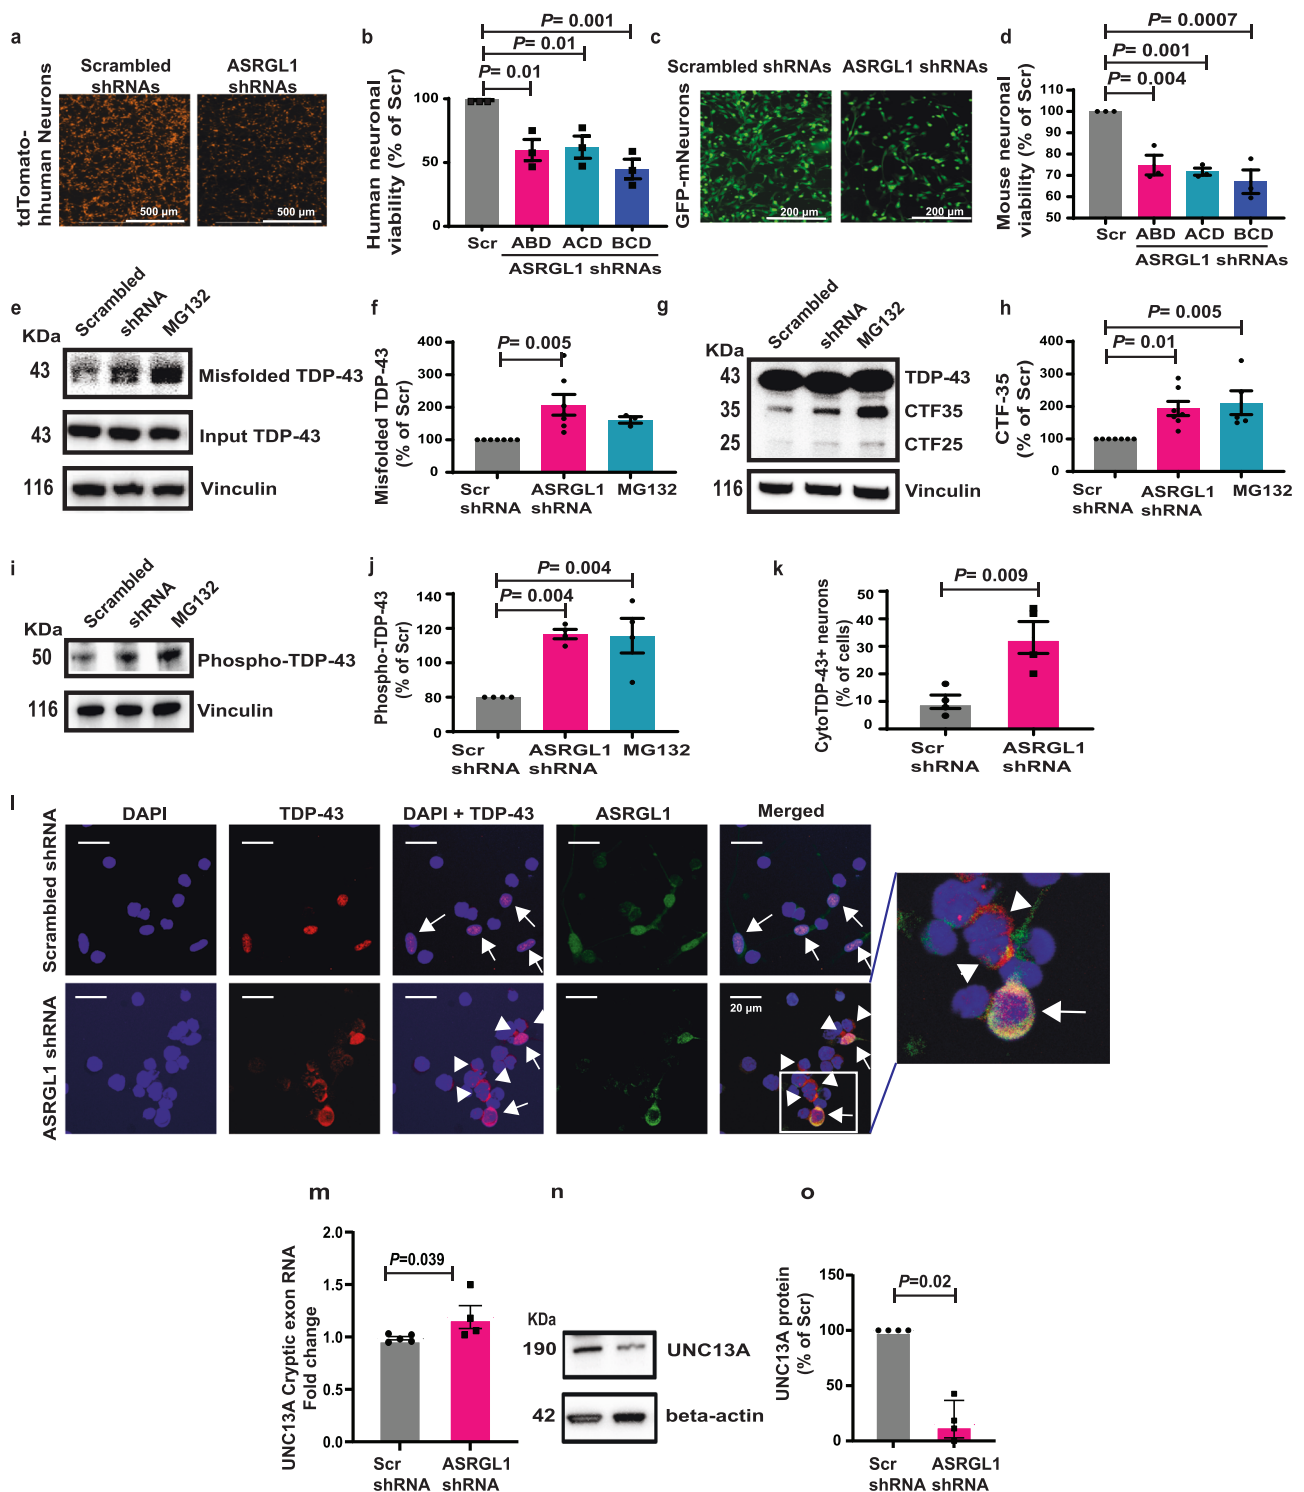 a
Scrambled
shRNAs
ASRGL1
shRNAs
tdTomato-
hhuman Neurons
500 µm
500 µm
b
P= 0.001
P= 0.01
P= 0.01
Human neuronal
viability (% of Scr)
100
50
0
Scr
ABD
ACD
BCD
ASRGL1 shRNAs
c
Scrambled shRNAs
ASRGL1 shRNAs
GFP-mNeurons
200 µm
200 µm
d
P= 0.0007
P= 0.001
P= 0.004
Mouse neuronal
viability (% of Scr)
110
100
90
80
70
60
50
Scr
ABD
ACD
BCD
ASRGL1 shRNAs
e
Scrambled
shRNA
MG132
KDa
43
Misfolded TDP-43
43
Input TDP-43
116
Vinculin
f
P= 0.005
Misfolded TDP-43
(% of Scr)
400
300
200
100
0
Scr
shRNA
ASRGL1
shRNA
MG132
g
Scrambled
shRNA
MG132
KDa
43
TDP-43
35
CTF35
25
CTF25
116
Vinculin
h
P= 0.005
P= 0.01
CTF-35
(% of Scr)
400
300
200
100
0
Scr
shRNA
ASRGL1
shRNA
MG132
i
Scrambled
shRNA
MG132
KDa
50
Phospho-TDP-43
116
Vinculin
j
P= 0.004
P= 0.004
Phospho-TDP-43
(% of Scr)
140
120
100
80
0
Scr
shRNA
ASRGL1
shRNA
MG132
k
P= 0.009
CytoTDP-43+ neurons
(% of cells)
50
40
30
20
10
0
Scr
shRNA
ASRGL1
shRNA
l
DAPI
TDP-43
DAPI + TDP-43
ASRGL1
Merged
Scrambled shRNA
ASRGL1 shRNA
20 µm
m
P=0.039
UNC13A Cryptic exon RNA
Fold change
2.0
1.5
1.0
0.5
0.0
Scr
shRNA
ASRGL1
shRNA
n
KDa
190
UNC13A
42
beta-actin
o
P=0.02
UNC13A protein
(% of Scr)
150
100
50
0
Scr
shRNA
ASRGL1
shRNA